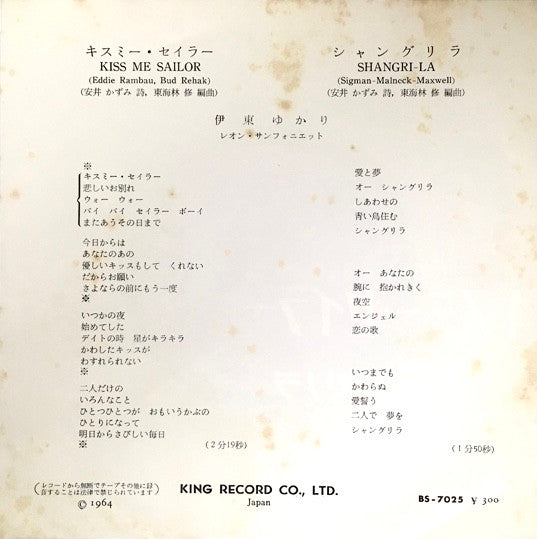 キスミー・セイラー
KISS ME SAILOR
(Eddie Rambau, Bud Rehak)
(安井 かずみ 詩, 東海林 修 編曲)
シャングリラ
SHANGRI-LA
(Sigman-Malneck-Maxwell)
(安井 かずみ 詩, 東海林 修 編曲)
伊東ゆかり
レオン・サンフォニエット
※
キスミー・セイラー
悲しいお別れ
ウォー ウォー
バイ バイ セイラー ボーイ
またあうその日まで
今日からは
あなたのあの
優しいキッスもして くれない
だからお願い
さよならの前にもう一度
※
いつかの夜
始めてした
デイトの時 星がキラキラ
かわしたキッスが
わすれられない
※
二人だけの
いろんなこと
ひとつひとつが おもいうかぶの
ひとりになって
明日からさびしい毎日
※
(2分19秒)
愛と夢
オー シャングリラ
しあわせの
青い鳥住む
シャングリラ
オー あなたの
腕に 抱かれきく
夜空
エンジェル
恋の歌
いつまでも
かわらぬ
愛誓う
二人で 夢を
シャングリラ
(1分50秒)
(レコードから無断でテープその他に録
音することは法律で禁じられています)
© 1964
KING RECORD CO., LTD.
Japan
BS-7025 ¥ 300